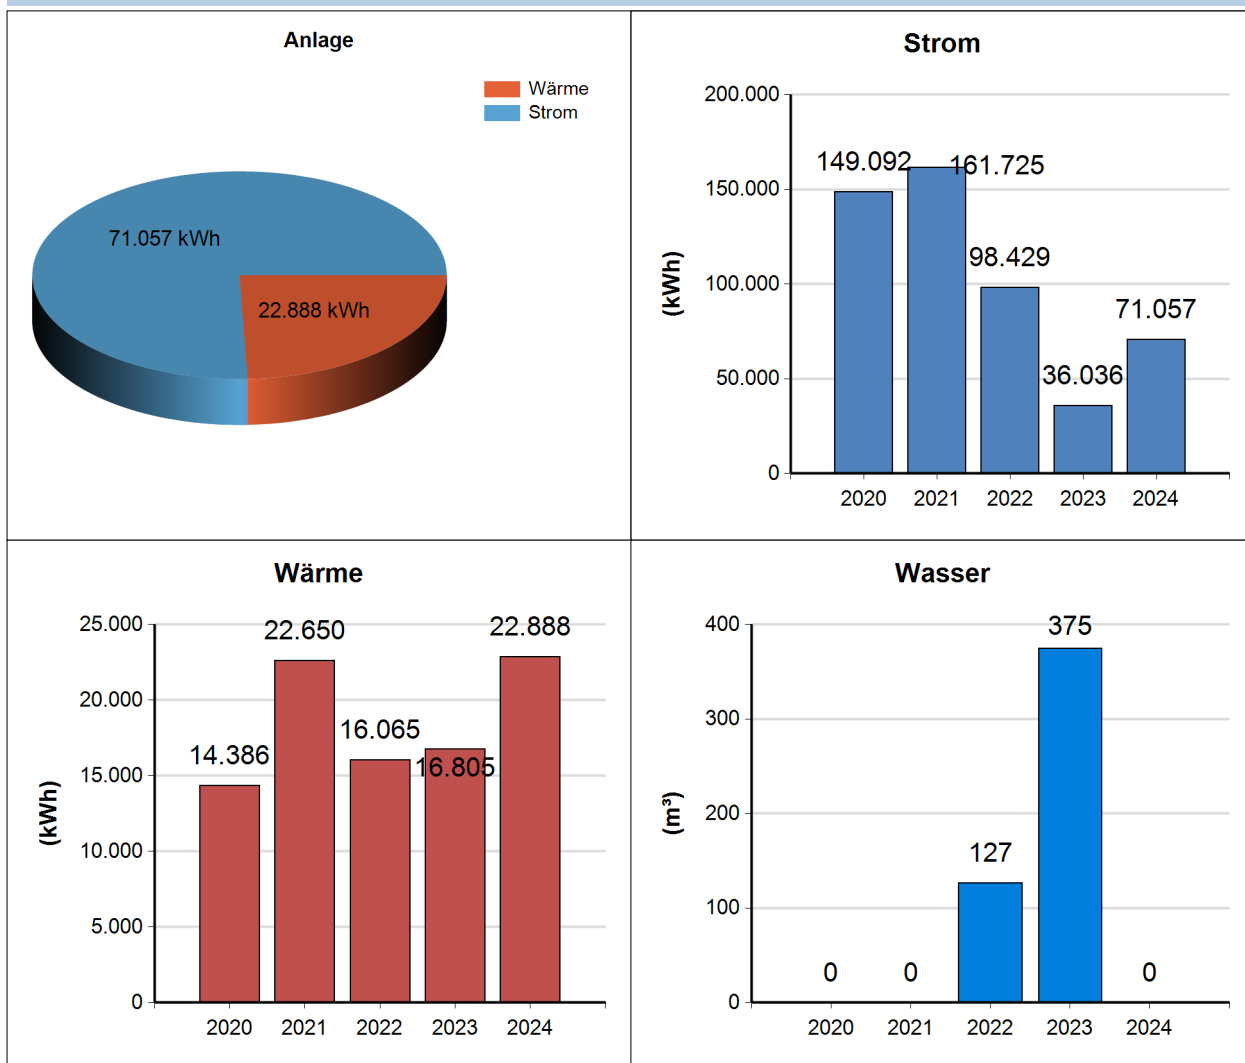 Anlage
Wärme
Strom
71.057 kWh
22.888 kWh
Strom
(kWh)
200.000
150.000
100.000
50.000
0
149.092
161.725
98.429
36.036
71.057
2020 2021 2022 2023 2024
Wärme
(kWh)
25.000
20.000
15.000
10.000
5.000
0
14.386
22.650
16.065
16.805
22.888
2020 2021 2022 2023 2024
Wasser
(m³)
400
300
200
100
0
0
0
127
375
0
2020 2021 2022 2023 2024